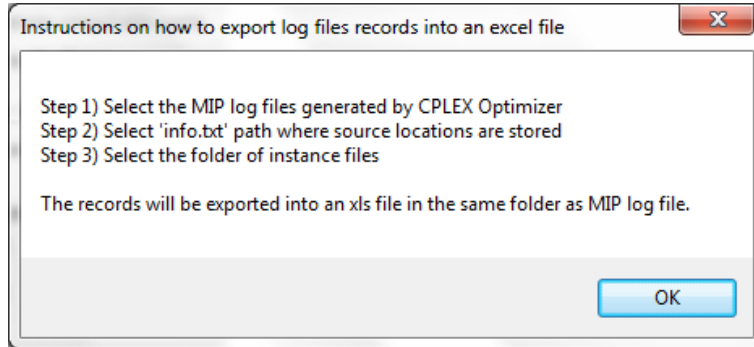 Instructions on how to export log files records into an excel file
Step 1) Select the MIP log files generated by CPLEX Optimizer
Step 2) Select 'info.txt' path where source locations are stored
Step 3) Select the folder of instance files
The records will be exported into an xls file in the same folder as MIP log file.
OK